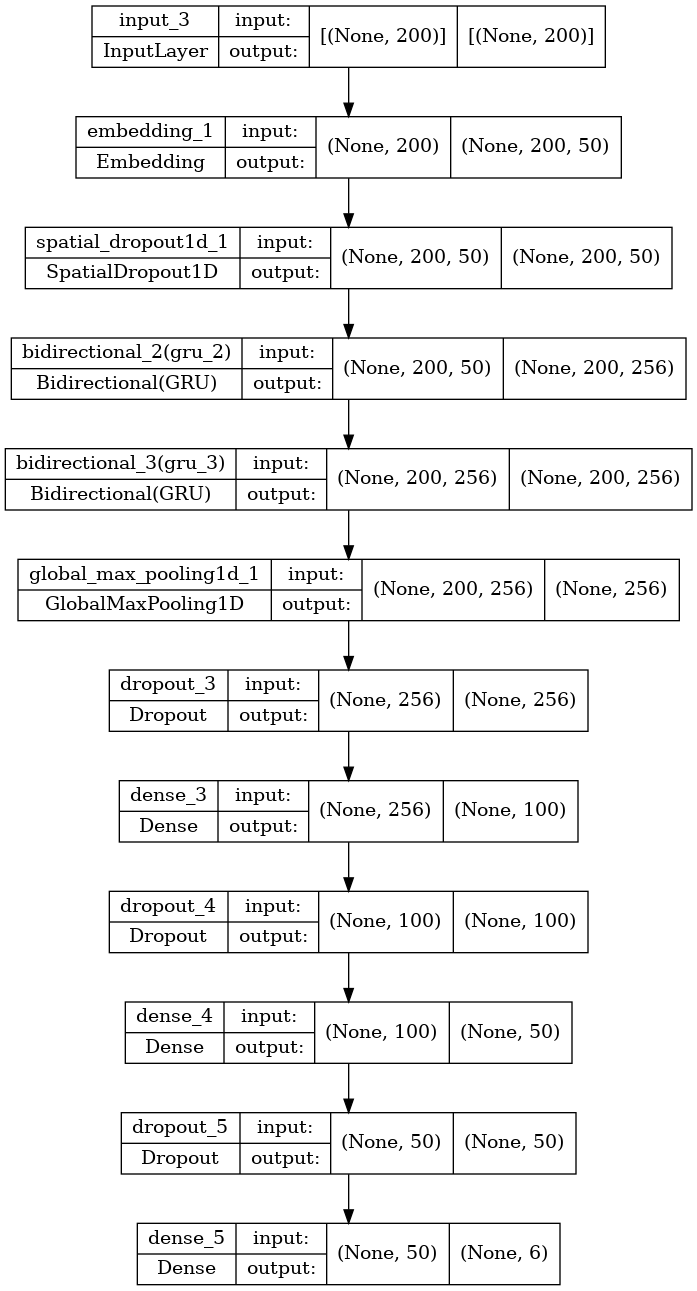 input_3 input: [(None, 200)] [(None, 200)]
InputLayer output:
embedding_1 input: (None, 200) (None, 200, 50)
Embedding output:
spatial_dropout1d_1 input: (None, 200, 50) (None, 200, 50)
SpatialDropout1D output:
bidirectional_2(gru_2) input: (None, 200, 50) (None, 200, 256)
Bidirectional(GRU) output:
bidirectional_3(gru_3) input: (None, 200, 256) (None, 200, 256)
Bidirectional(GRU) output:
global_max_pooling1d_1 input: (None, 200, 256) (None, 256)
GlobalMaxPooling1D output:
dropout_3 input: (None, 256) (None, 256)
Dropout output:
dense_3 input: (None, 256) (None, 100)
Dense output:
dropout_4 input: (None, 100) (None, 100)
Dropout output:
dense_4 input: (None, 100) (None, 50)
Dense output:
dropout_5 input: (None, 50) (None, 50)
Dropout output:
dense_5 input: (None, 50) (None, 6)
Dense output: